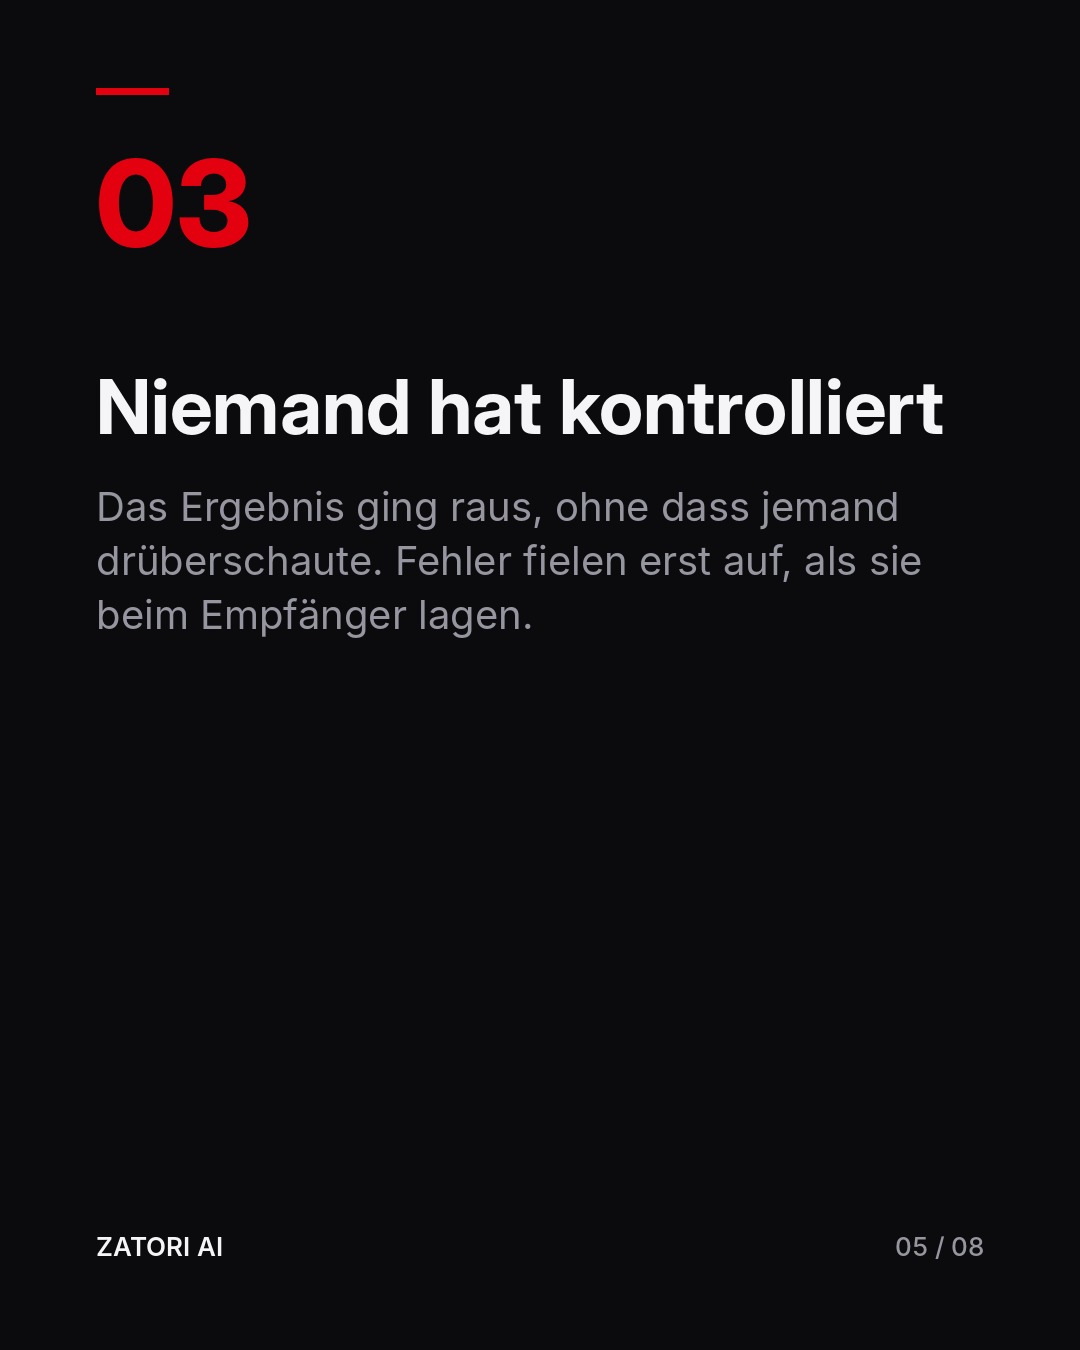 03
Niemand hat kontrolliert
Das Ergebnis ging raus, ohne dass jemand
drüberschaute. Fehler fielen erst auf, als sie
beim Empfänger lagen.
ZATORI AI
05 / 08